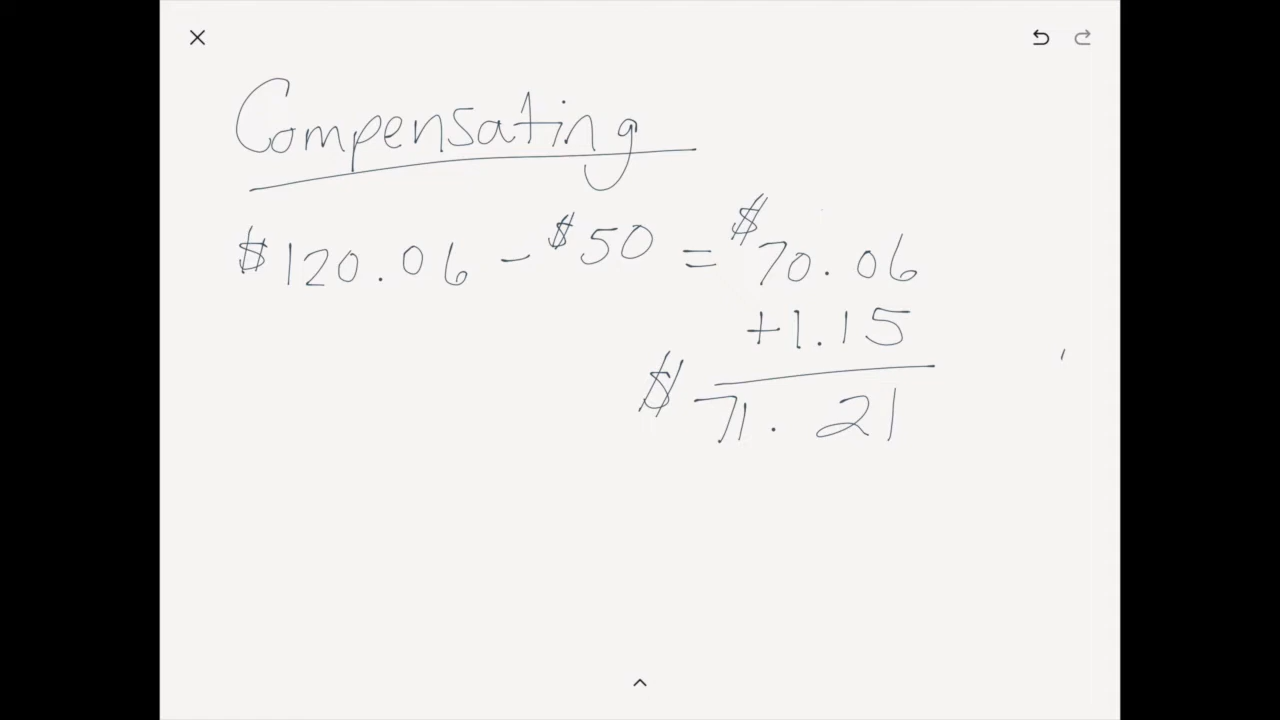 Compensating
$120.06 - $50 = $70.06
+1.15
$71.21